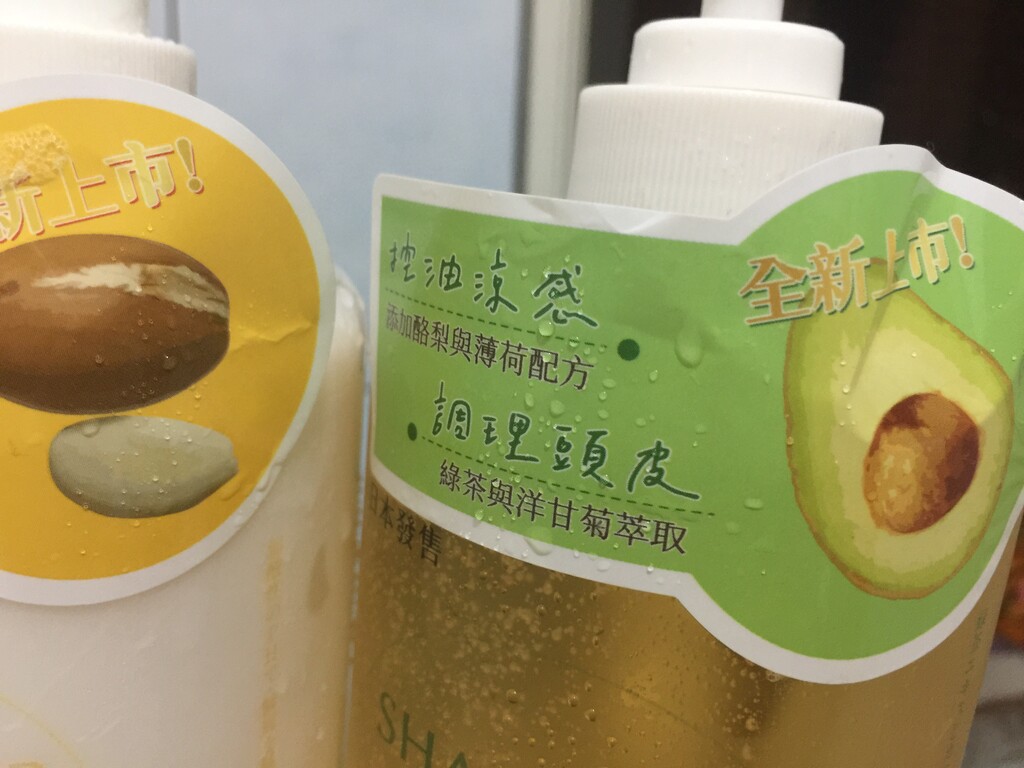 新上市!
控油涼感
添加酪梨與薄荷配方
調理頭皮
綠茶與洋甘菊萃取
全新上市!
日本發售
SHA